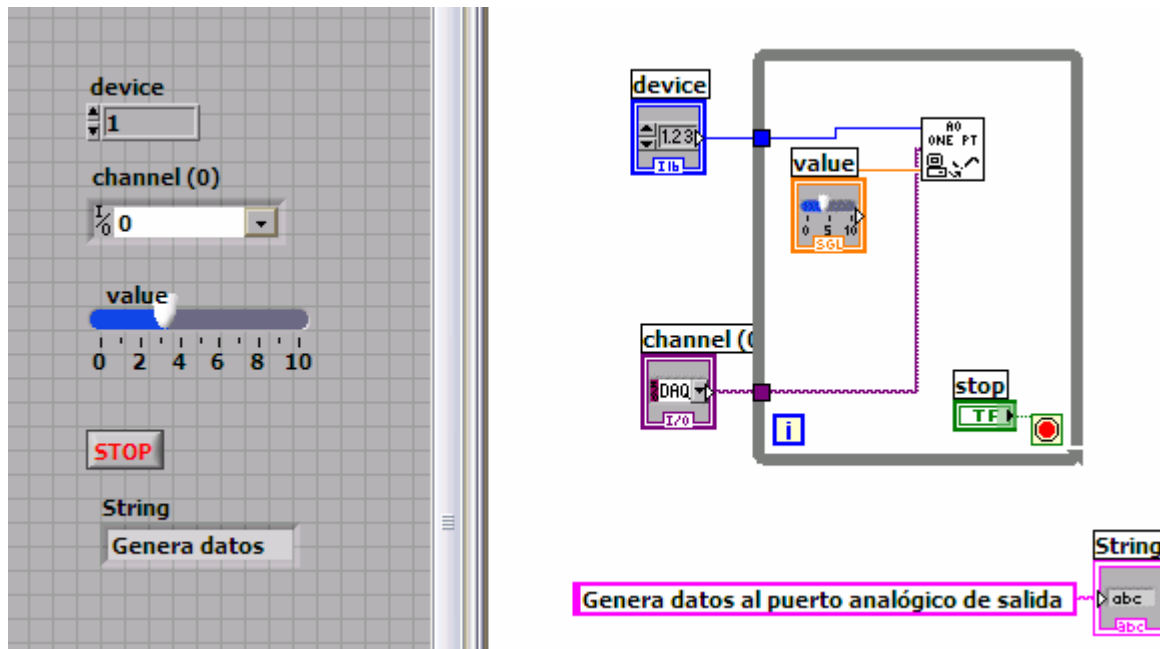 device
1
channel (0)
I/O 0
value
0 2 4 6 8 10
STOP
String
Genera datos
device
1.23
I16
value
0 5 10
SGL
AO
ONE PT
channel (0
DAQ
I/O
stop
TF
i
String
Genera datos al puerto analógico de salida
abc
abc